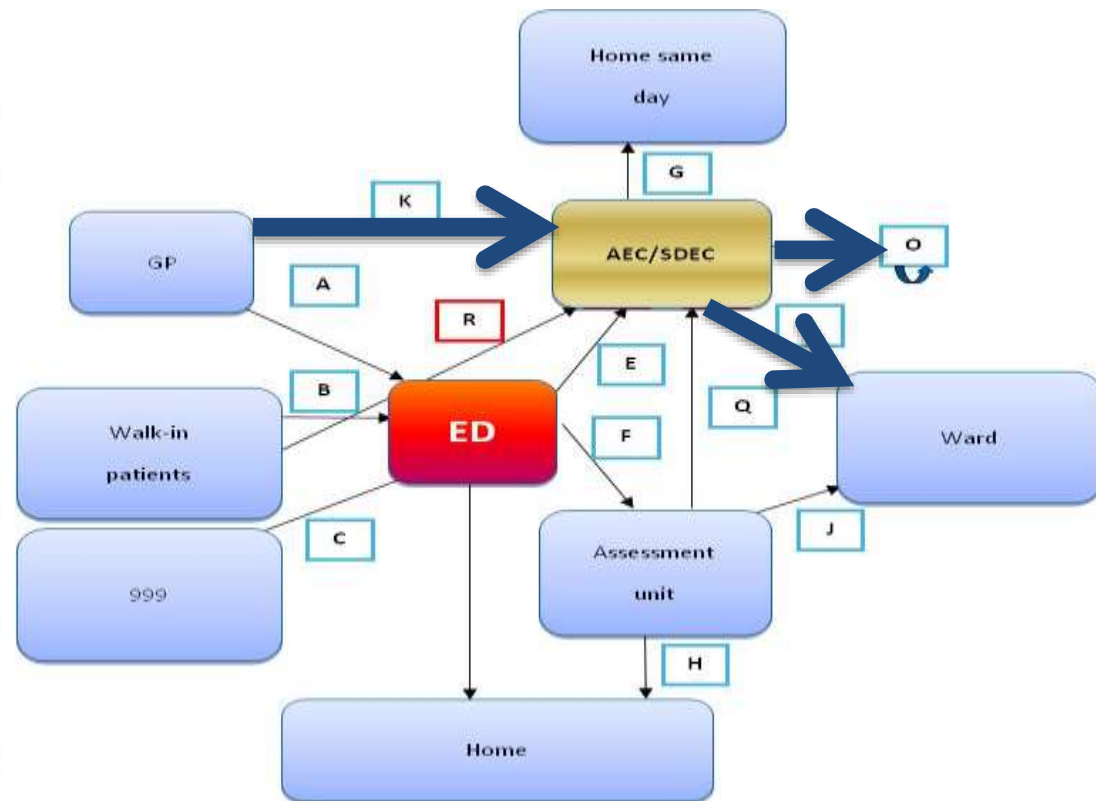 Home same
day
G
K
GP
AEC/SDEC
O
A
R
E
B
Q
Walk-in
patients
ED
F
Ward
C
J
999
Assessment
unit
H
Home